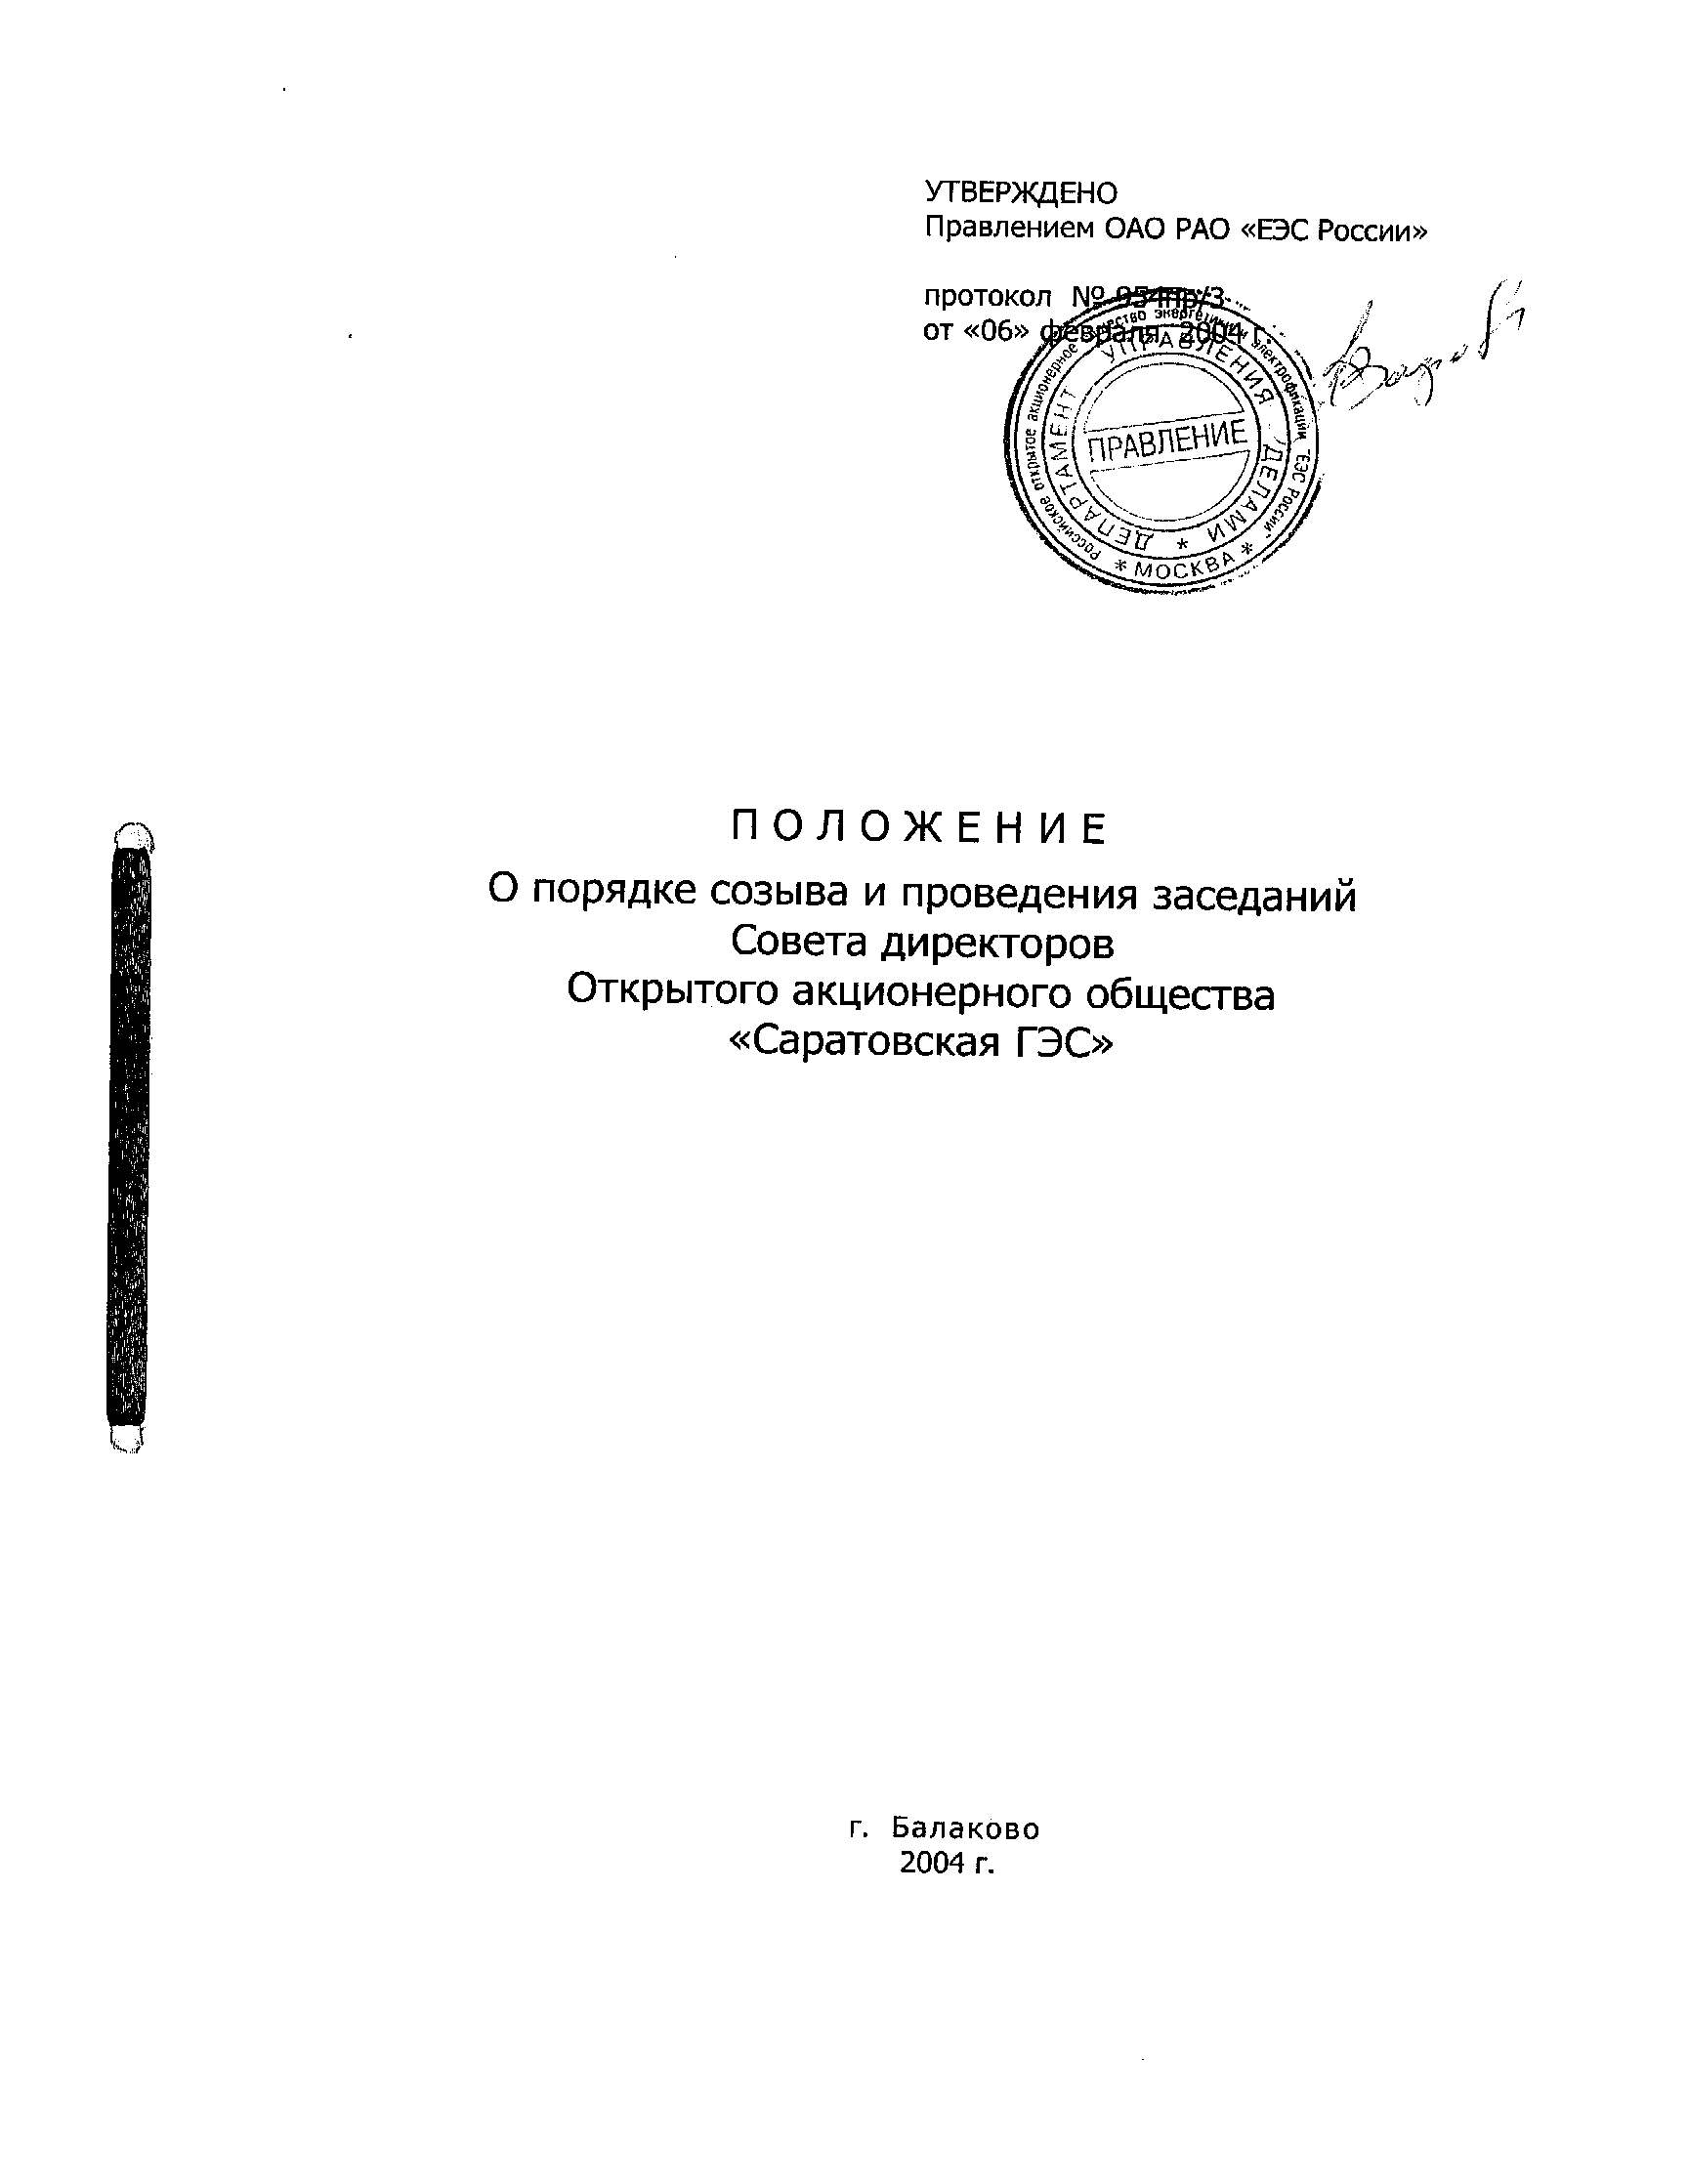 УТВЕРЖДЕНО
Правлением ОАО РАО «ЕЭС России»
протокол № 954пр/3
от «06» февраля 2004 г.
Российское открытое акционерное общество энергетики и электрофикации "ЕЭС России"
* МОСКВА *
ДЕПАРТАМЕНТ УПРАВЛЕНИЯ ДЕЛАМИ *
ПРАВЛЕНИЕ
П О Л О Ж Е Н И Е
О порядке созыва и проведения заседаний
Совета директоров
Открытого акционерного общества
«Саратовская ГЭС»
г. Балаково
2004 г.